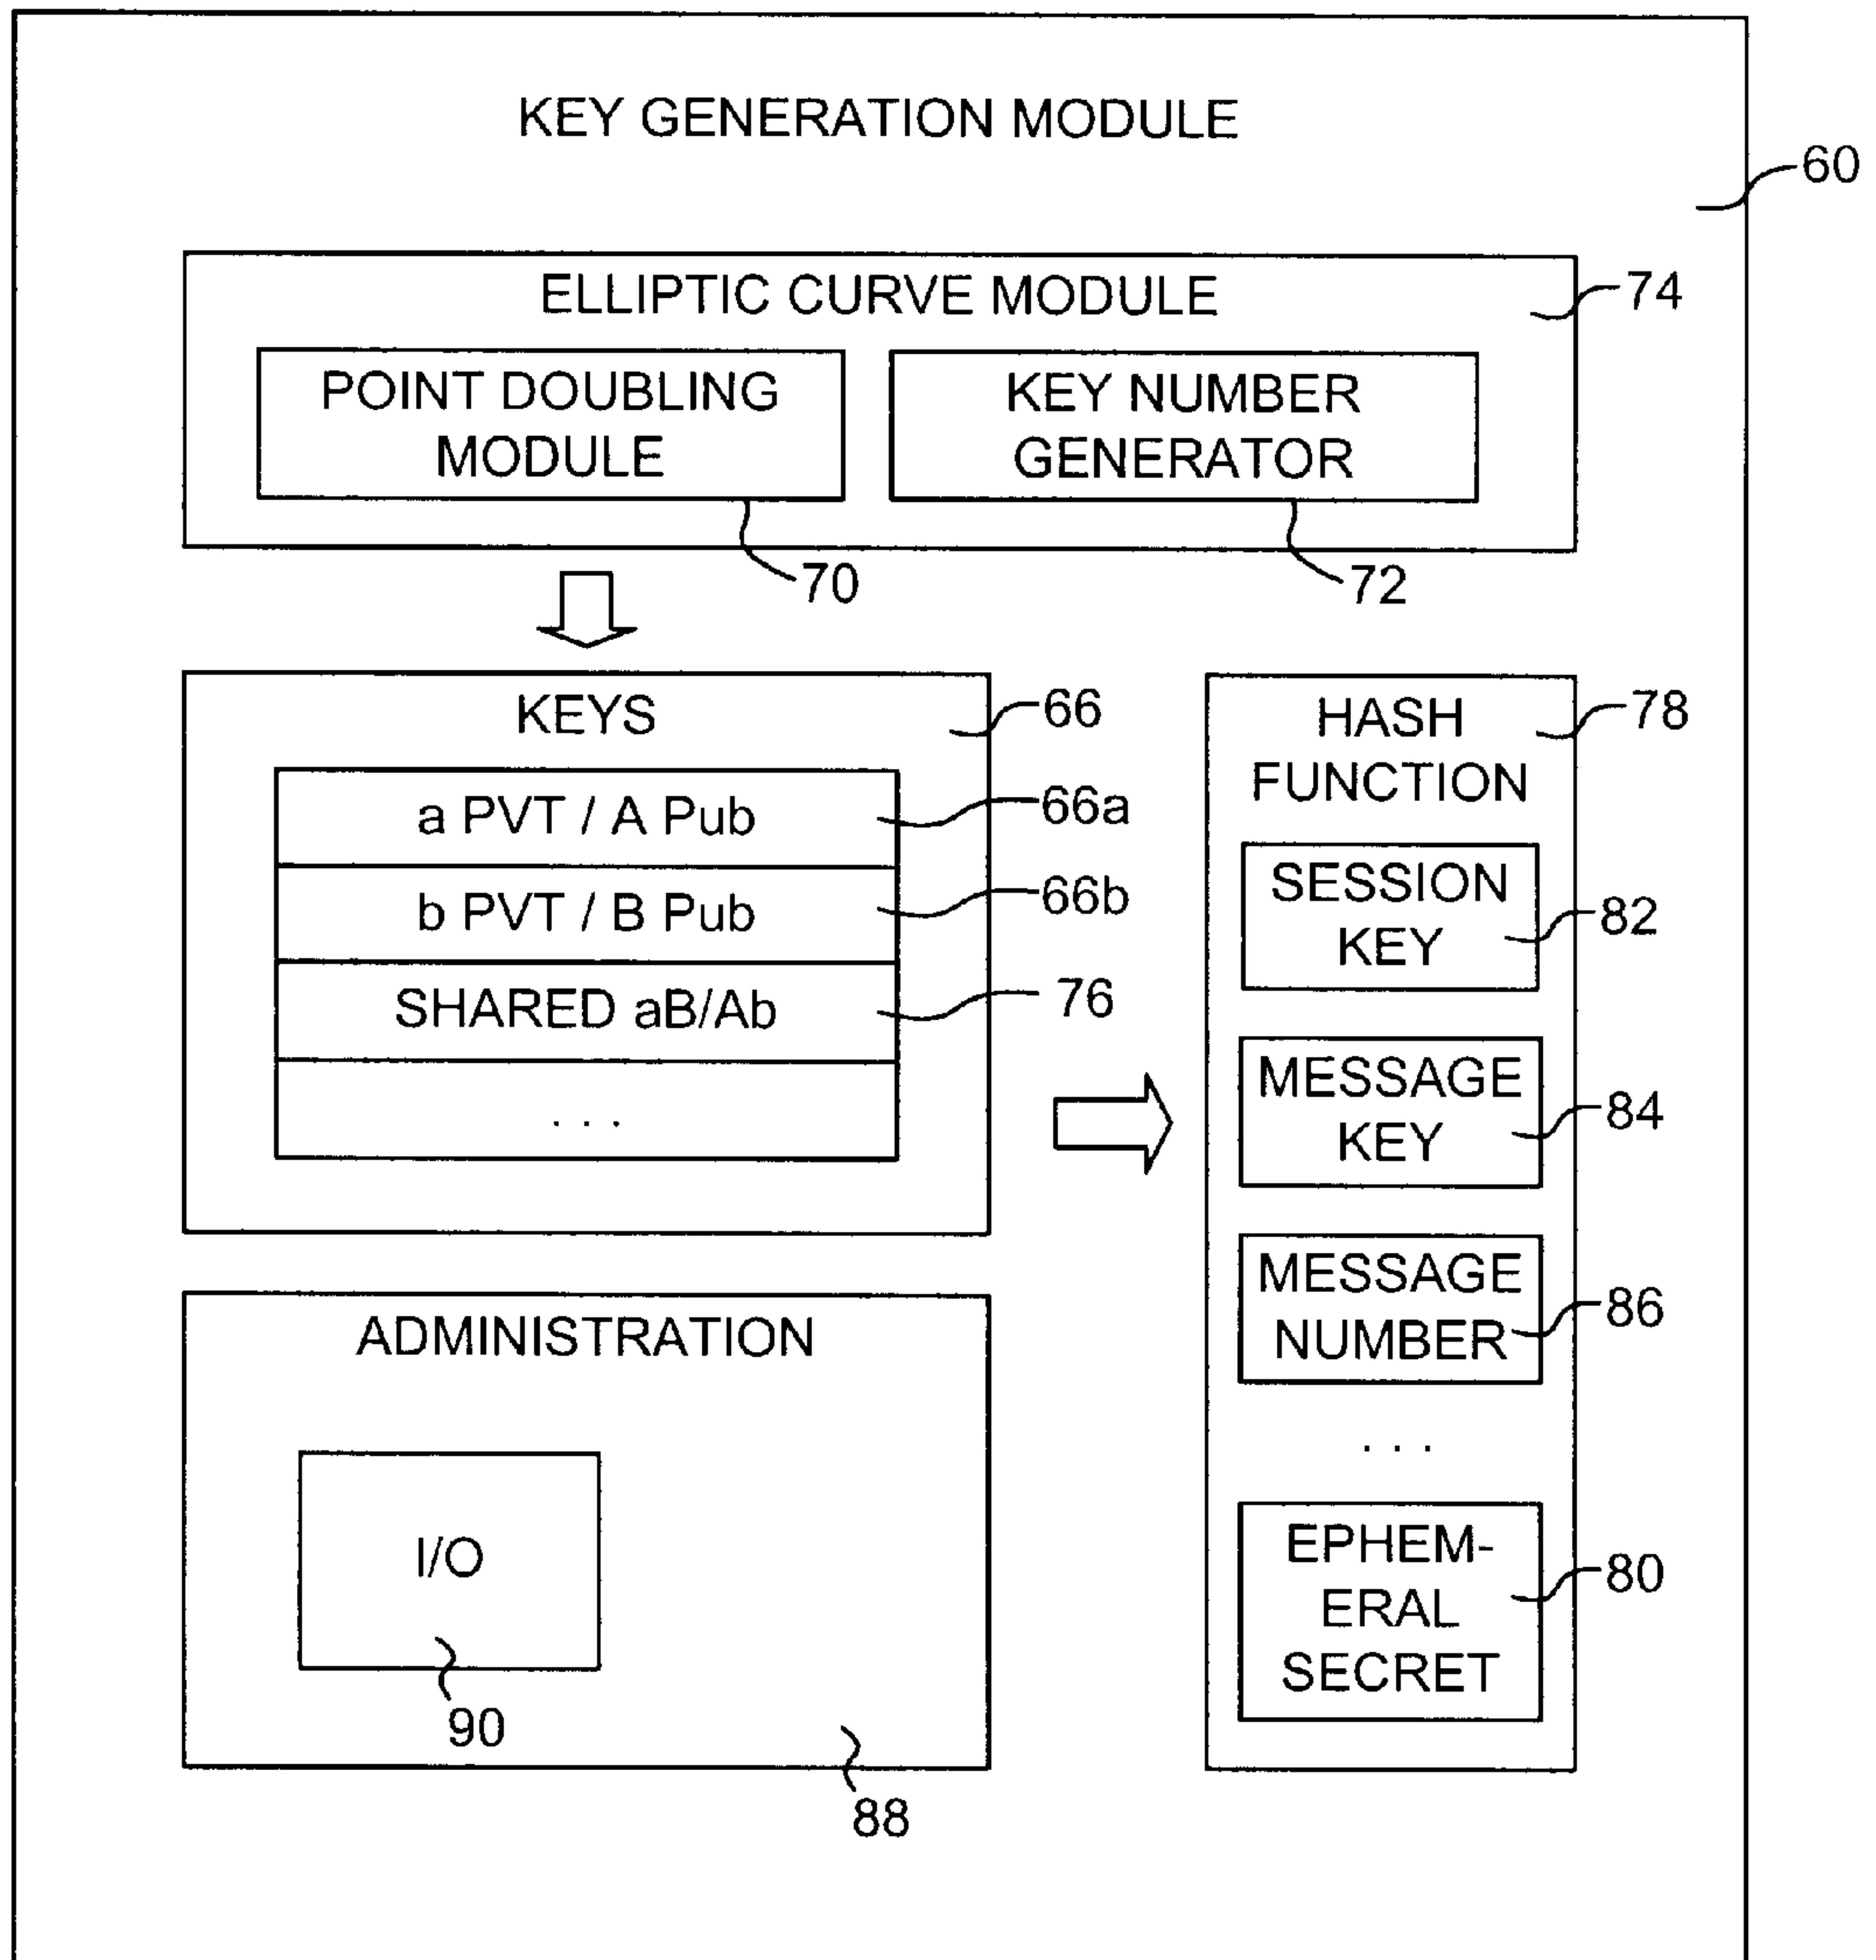 KEY GENERATION MODULE
60
ELLIPTIC CURVE MODULE
74
POINT DOUBLING
MODULE
KEY NUMBER
GENERATOR
70
72
KEYS
66
a PVT / A Pub
66a
b PVT / B Pub
66b
SHARED aB/Ab
76
. . .
HASH
FUNCTION
78
SESSION
KEY
82
MESSAGE
KEY
84
MESSAGE
NUMBER
86
. . .
EPHEM-
ERAL
SECRET
80
ADMINISTRATION
I/O
90
88